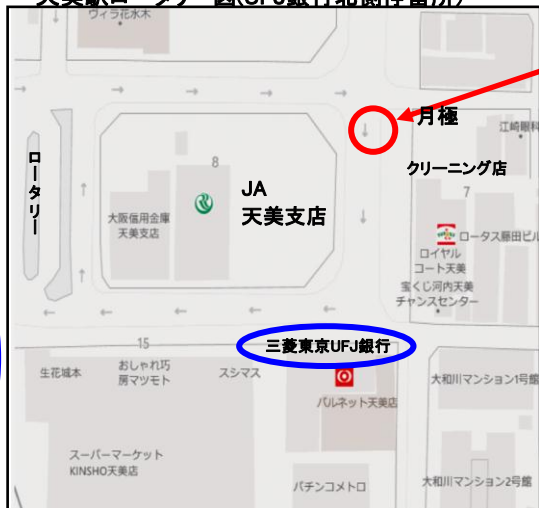 ヴィラ花水木
月極
江崎眼科
クリーニング店
ロータリー
8
7
JA
天美支店
大阪信用金庫
天美支店
ロータス藤田ビル
ロイヤル
コート天美
宝くじ河内天美
チャンスセンター
15
三菱東京UFJ銀行
生花城本
おしゃれ巧
房マツモト
スシマス
パルネット天美店
大和川マンション1号館
スーパーマーケット
KINSHO天美店
パチンコメトロ
大和川マンション2号館